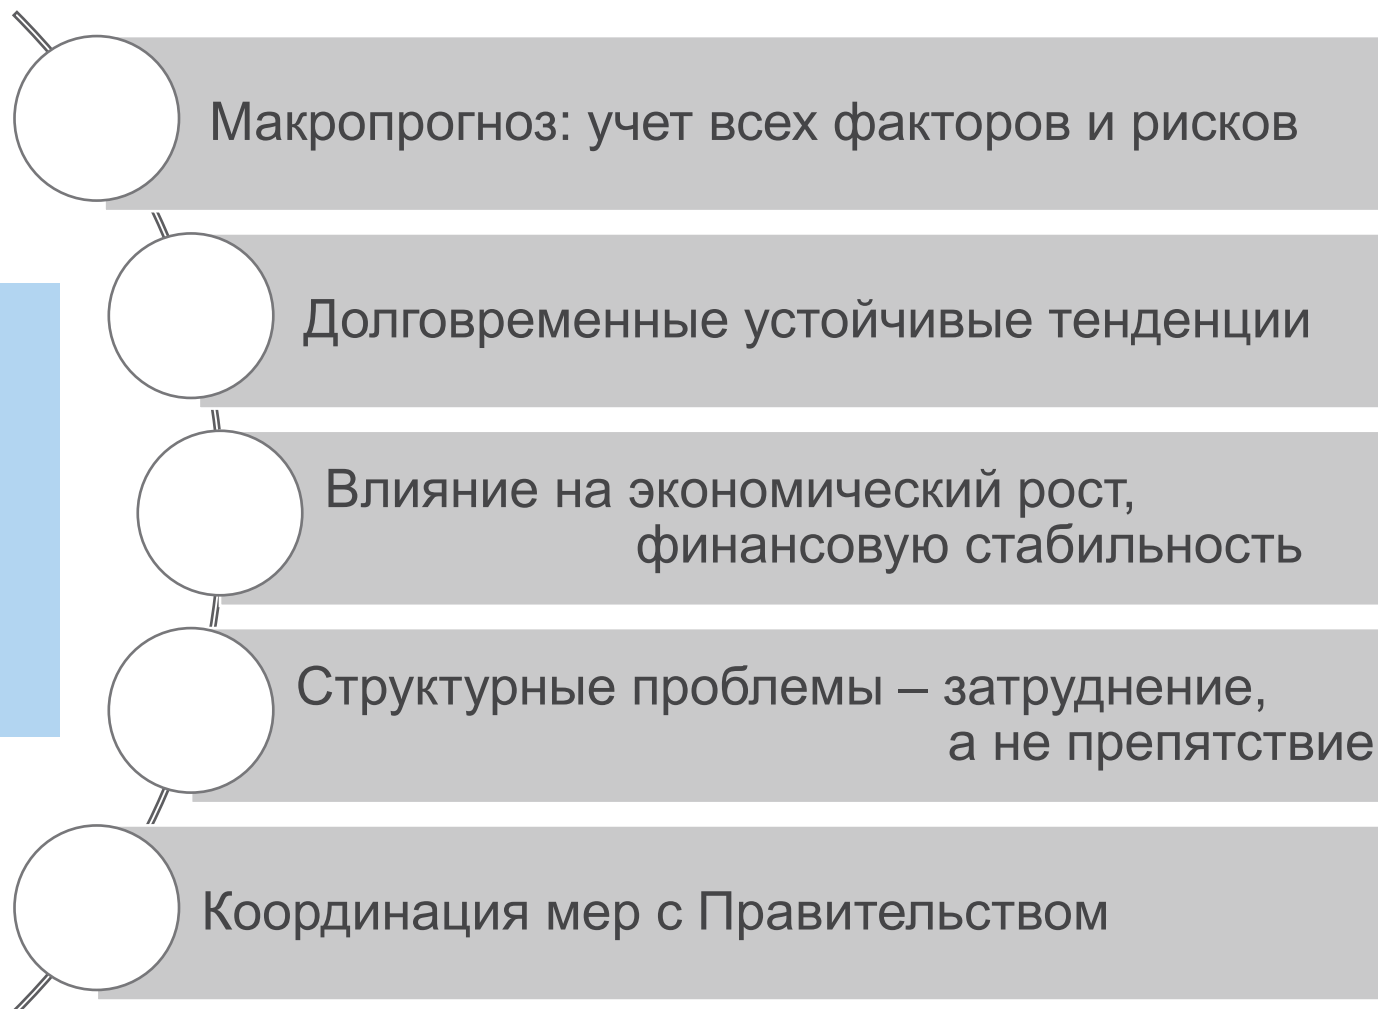 Макропрогноз: учет всех факторов и рисков
Долговременные устойчивые тенденции
Влияние на экономический рост,
финансовую стабильность
Структурные проблемы – затруднение,
а не препятствие
Координация мер с Правительством